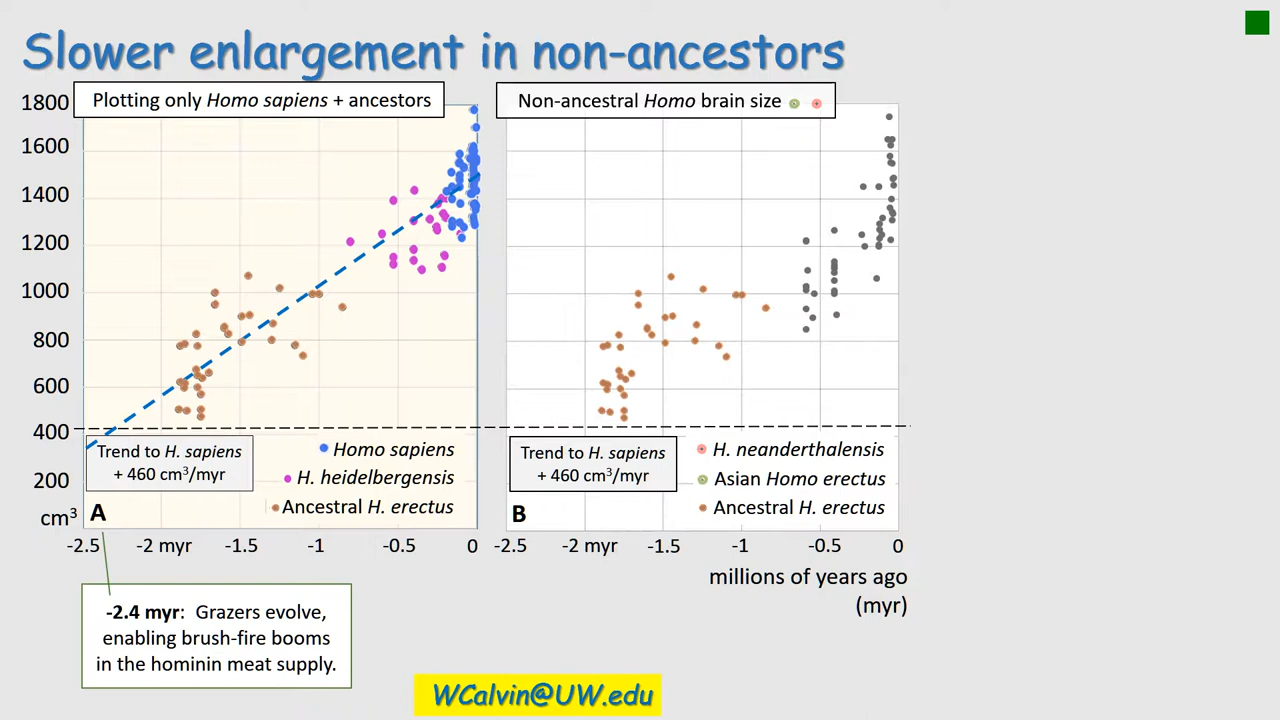 Slower enlargement in non-ancestors
Plotting only Homo sapiens + ancestors
1800
1600
1400
1200
1000
800
600
400
200
cm³
Trend to H. sapiens
+ 460 cm³/myr
Homo sapiens
H. heidelbergensis
Ancestral H. erectus
A
-2.5
-2 myr
-1.5
-1
-0.5
0
Non-ancestral Homo brain size
Trend to H. sapiens
+ 460 cm³/myr
H. neanderthalensis
Asian Homo erectus
Ancestral H. erectus
B
-2.5
-2 myr
-1.5
-1
-0.5
0
millions of years ago
(myr)
-2.4 myr: Grazers evolve,
enabling brush-fire booms
in the hominin meat supply.
WCalvin@UW.edu